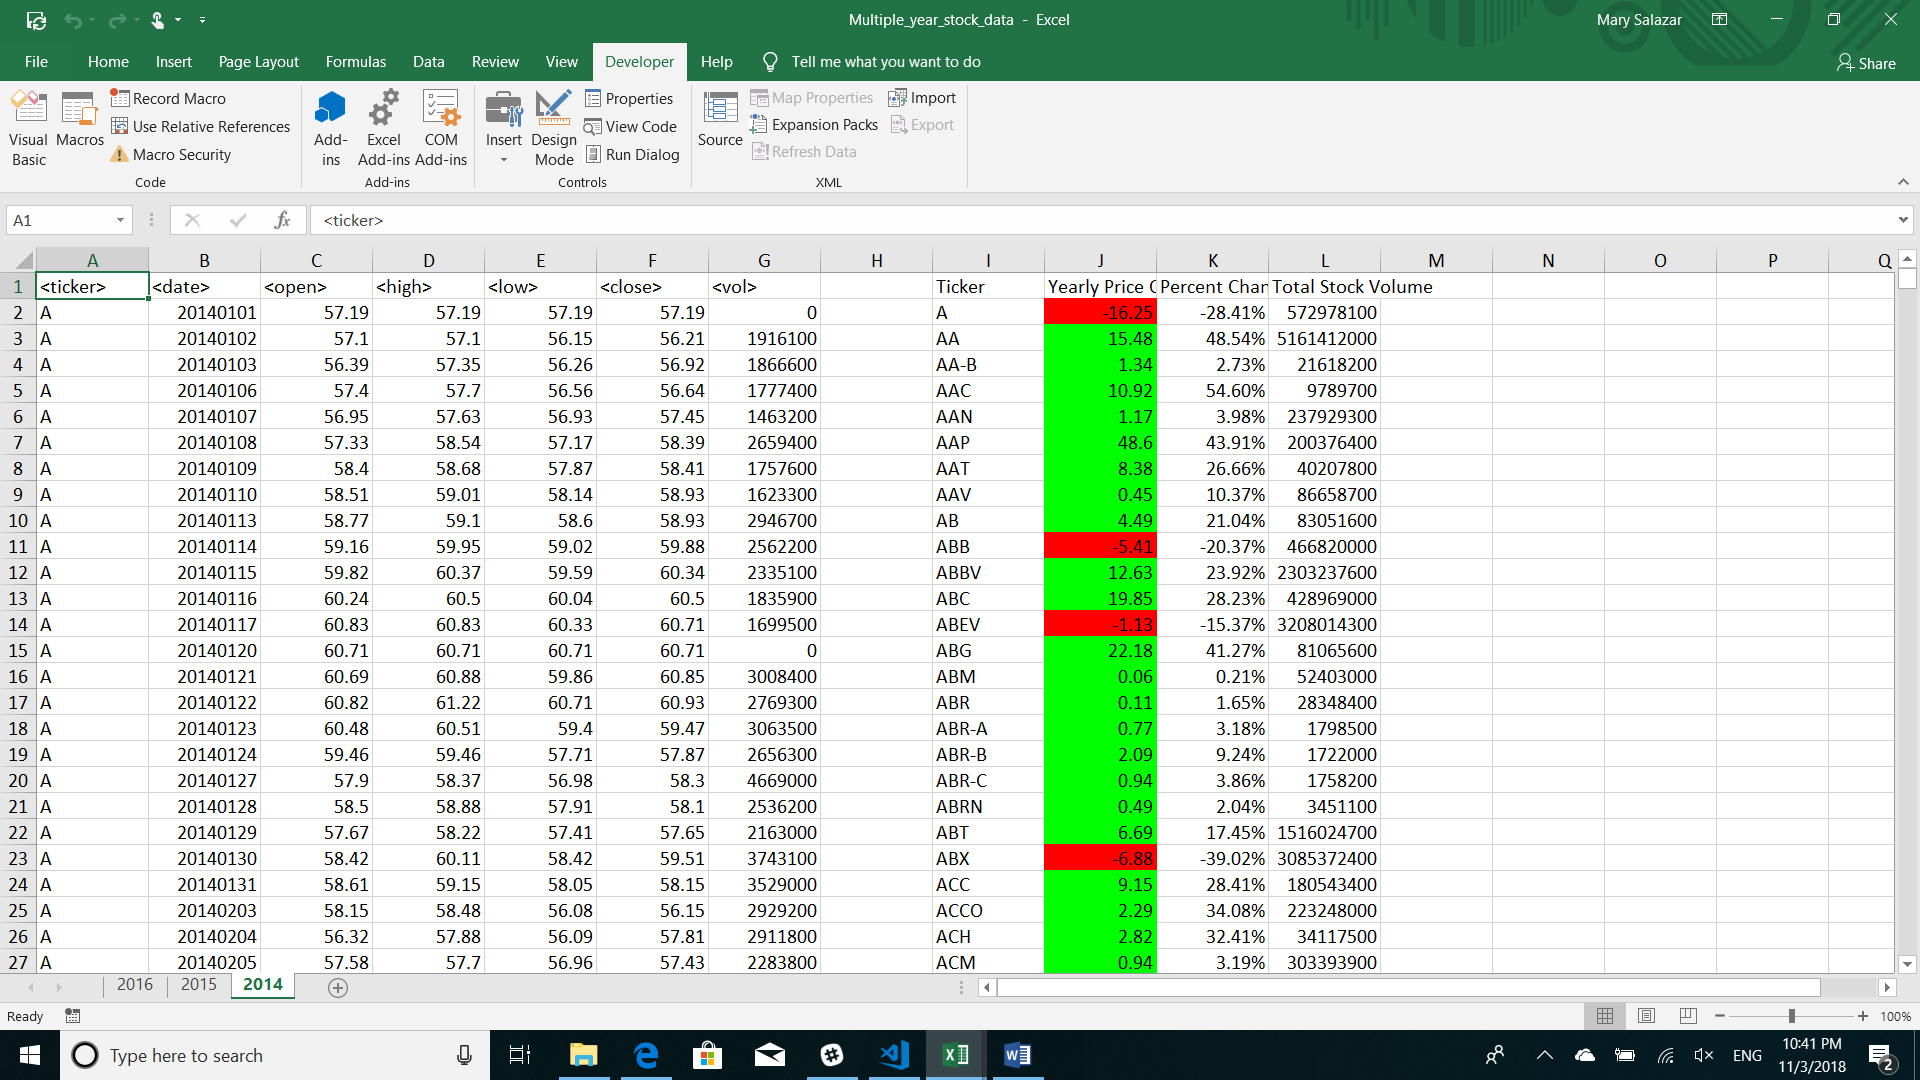 Multiple_year_stock_data - Excel
Mary Salazar
File Home Insert Page Layout Formulas Data Review View Developer Help Tell me what you want to do Share
Visual Basic
Macros
Record Macro
Use Relative References
Macro Security
Code
Add-ins
Excel Add-ins
COM Add-ins
Add-ins
Insert
Design Mode
Properties
View Code
Run Dialog
Controls
Source
Map Properties
Expansion Packs
Refresh Data
Import
Export
XML
A1 fx <ticker>
A B C D E F G H I J K L M N O P Q
1 <ticker> <date> <open> <high> <low> <close> <vol> Ticker Yearly Price C Percent Chan Total Stock Volume
2 A 20140101 57.19 57.19 57.19 57.19 0 A -16.25 -28.41% 572978100
3 A 20140102 57.1 57.1 56.15 56.21 1916100 AA 15.48 48.54% 5161412000
4 A 20140103 56.39 57.35 56.26 56.92 1866600 AA-B 1.34 2.73% 21618200
5 A 20140106 57.4 57.7 56.56 56.64 1777400 AAC 10.92 54.60% 9789700
6 A 20140107 56.95 57.63 56.93 57.45 1463200 AAN 1.17 3.98% 237929300
7 A 20140108 57.33 58.54 57.17 58.39 2659400 AAP 48.6 43.91% 200376400
8 A 20140109 58.4 58.68 57.87 58.41 1757600 AAT 8.38 26.66% 40207800
9 A 20140110 58.51 59.01 58.14 58.93 1623300 AAV 0.45 10.37% 86658700
10 A 20140113 58.77 59.1 58.6 58.93 2946700 AB 4.49 21.04% 83051600
11 A 20140114 59.16 59.95 59.02 59.88 2562200 ABB -5.41 -20.37% 466820000
12 A 20140115 59.82 60.37 59.59 60.34 2335100 ABBV 12.63 23.92% 2303237600
13 A 20140116 60.24 60.5 60.04 60.5 1835900 ABC 19.85 28.23% 428969000
14 A 20140117 60.83 60.83 60.33 60.71 1699500 ABEV -1.13 -15.37% 3208014300
15 A 20140120 60.71 60.71 60.71 60.71 0 ABG 22.18 41.27% 81065600
16 A 20140121 60.69 60.88 59.86 60.85 3008400 ABM 0.06 0.21% 52403000
17 A 20140122 60.82 61.22 60.71 60.93 2769300 ABR 0.11 1.65% 28348400
18 A 20140123 60.48 60.51 59.4 59.47 3063500 ABR-A 0.77 3.18% 1798500
19 A 20140124 59.46 59.46 57.71 57.87 2656300 ABR-B 2.09 9.24% 1722000
20 A 20140127 57.9 58.37 56.98 58.3 4669000 ABR-C 0.94 3.86% 1758200
21 A 20140128 58.5 58.88 57.91 58.1 2536200 ABRN 0.49 2.04% 3451100
22 A 20140129 57.67 58.22 57.41 57.65 2163000 ABT 6.69 17.45% 1516024700
23 A 20140130 58.42 60.11 58.42 59.51 3743100 ABX -6.88 -39.02% 3085372400
24 A 20140131 58.61 59.15 58.05 58.15 3529000 ACC 9.15 28.41% 180543400
25 A 20140203 58.15 58.48 56.08 56.15 2929200 ACCO 2.29 34.08% 223248000
26 A 20140204 56.32 57.88 56.09 57.81 2911800 ACH 2.82 32.41% 34117500
27 A 20140205 57.58 57.7 56.96 57.43 2283800 ACM 0.94 3.19% 303393900
2016 2015 2014
Ready 100%
Type here to search
ENG
10:41 PM
11/3/2018
2